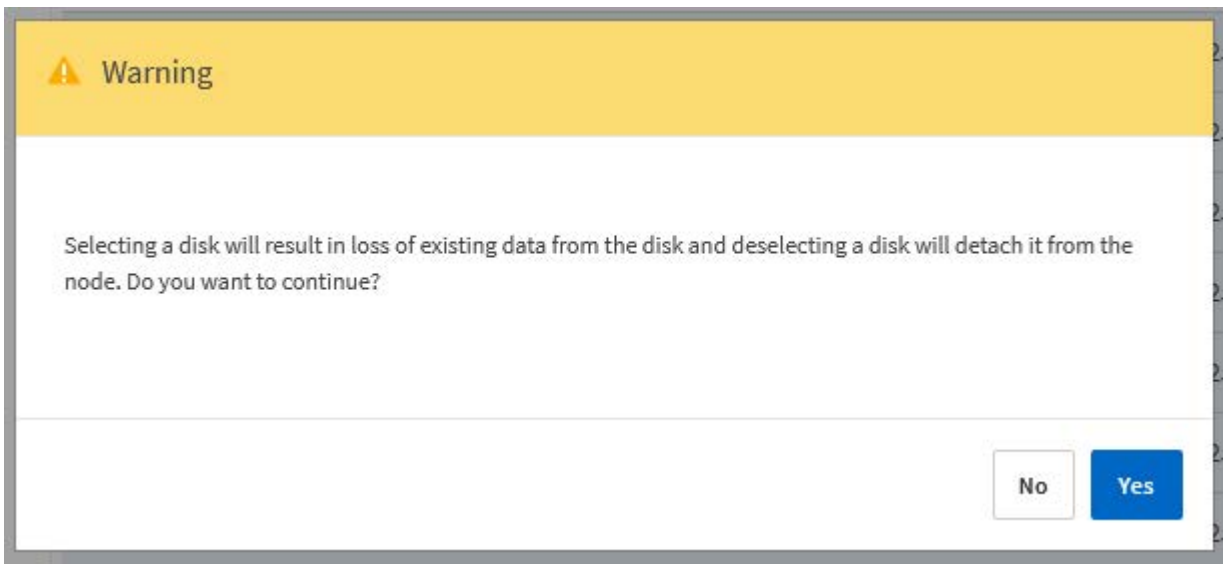 Warning
Selecting a disk will result in loss of existing data from the disk and deselecting a disk will detach it from the
node. Do you want to continue?
No
Yes